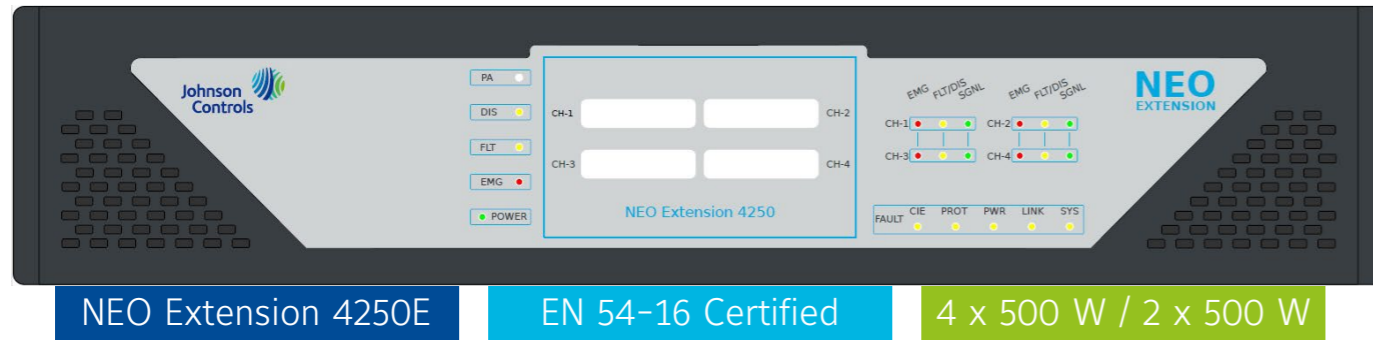 Johnson
Controls
PA
DIS
FLT
EMG
POWER
CH-1
CH-2
CH-3
CH-4
NEO Extension 4250
EMG FLT/DIS SGNL EMG FLT/DIS SGNL
CH-1 CH-2
CH-3 CH-4
FAULT CIE PROT PWR LINK SYS
NEO
EXTENSION
NEO Extension 4250E
EN 54-16 Certified
4 x 500 W / 2 x 500 W